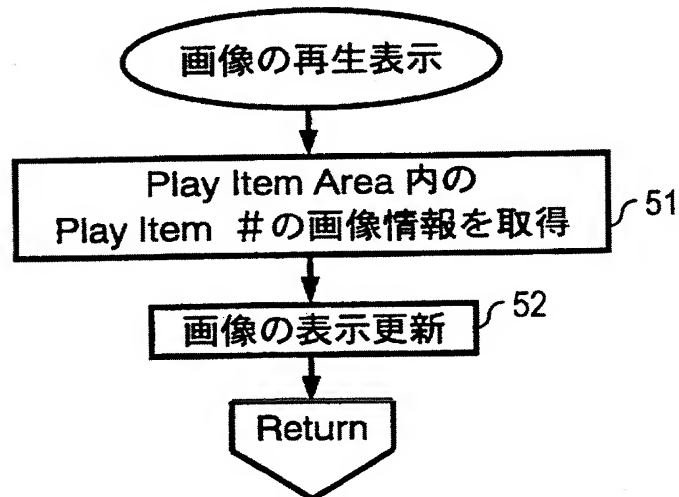 画像の再生表示
Play Item Area 内の
Play Item #の画像情報を取得
51
画像の表示更新
52
Return